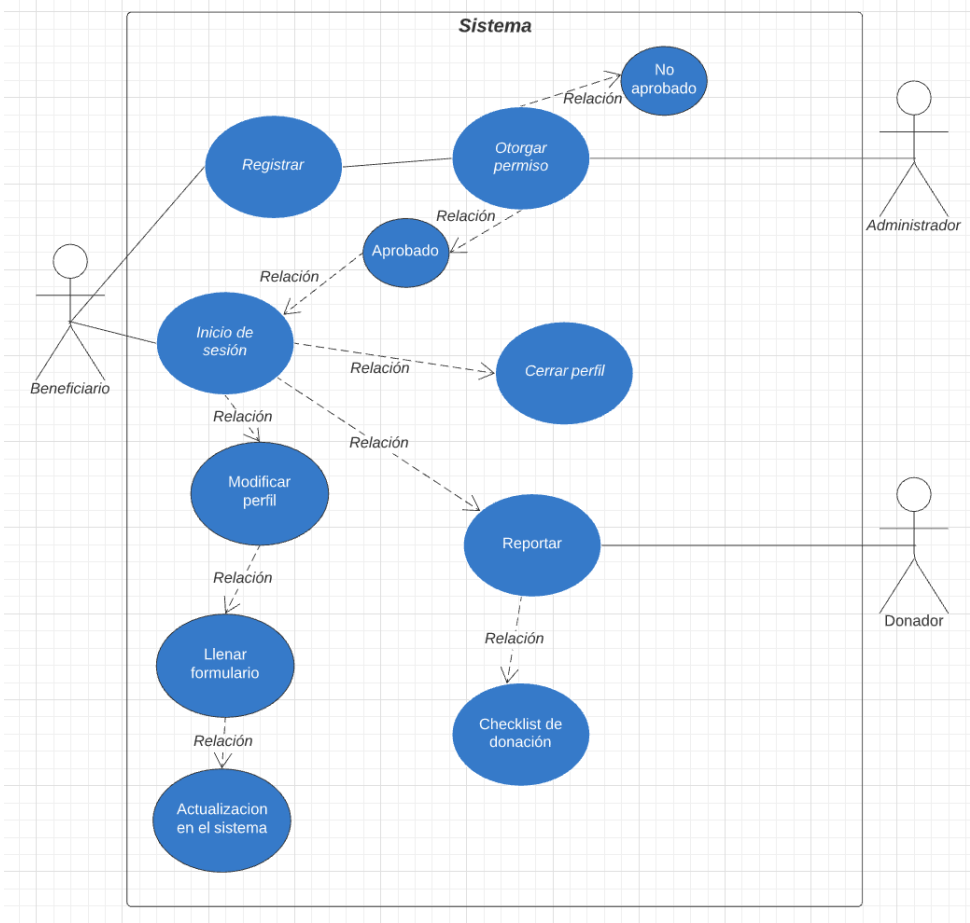 Sistema
No
aprobado
Relación
Registrar
Otorgar
permiso
Administrador
Relación
Aprobado
Relación
Inicio de
sesión
Beneficiario
Relación
Cerrar perfil
Relación
Relación
Modificar
perfil
Reportar
Relación
Donador
Relación
Llenar
formulario
Checklist de
donación
Relación
Actualizacion
en el sistema